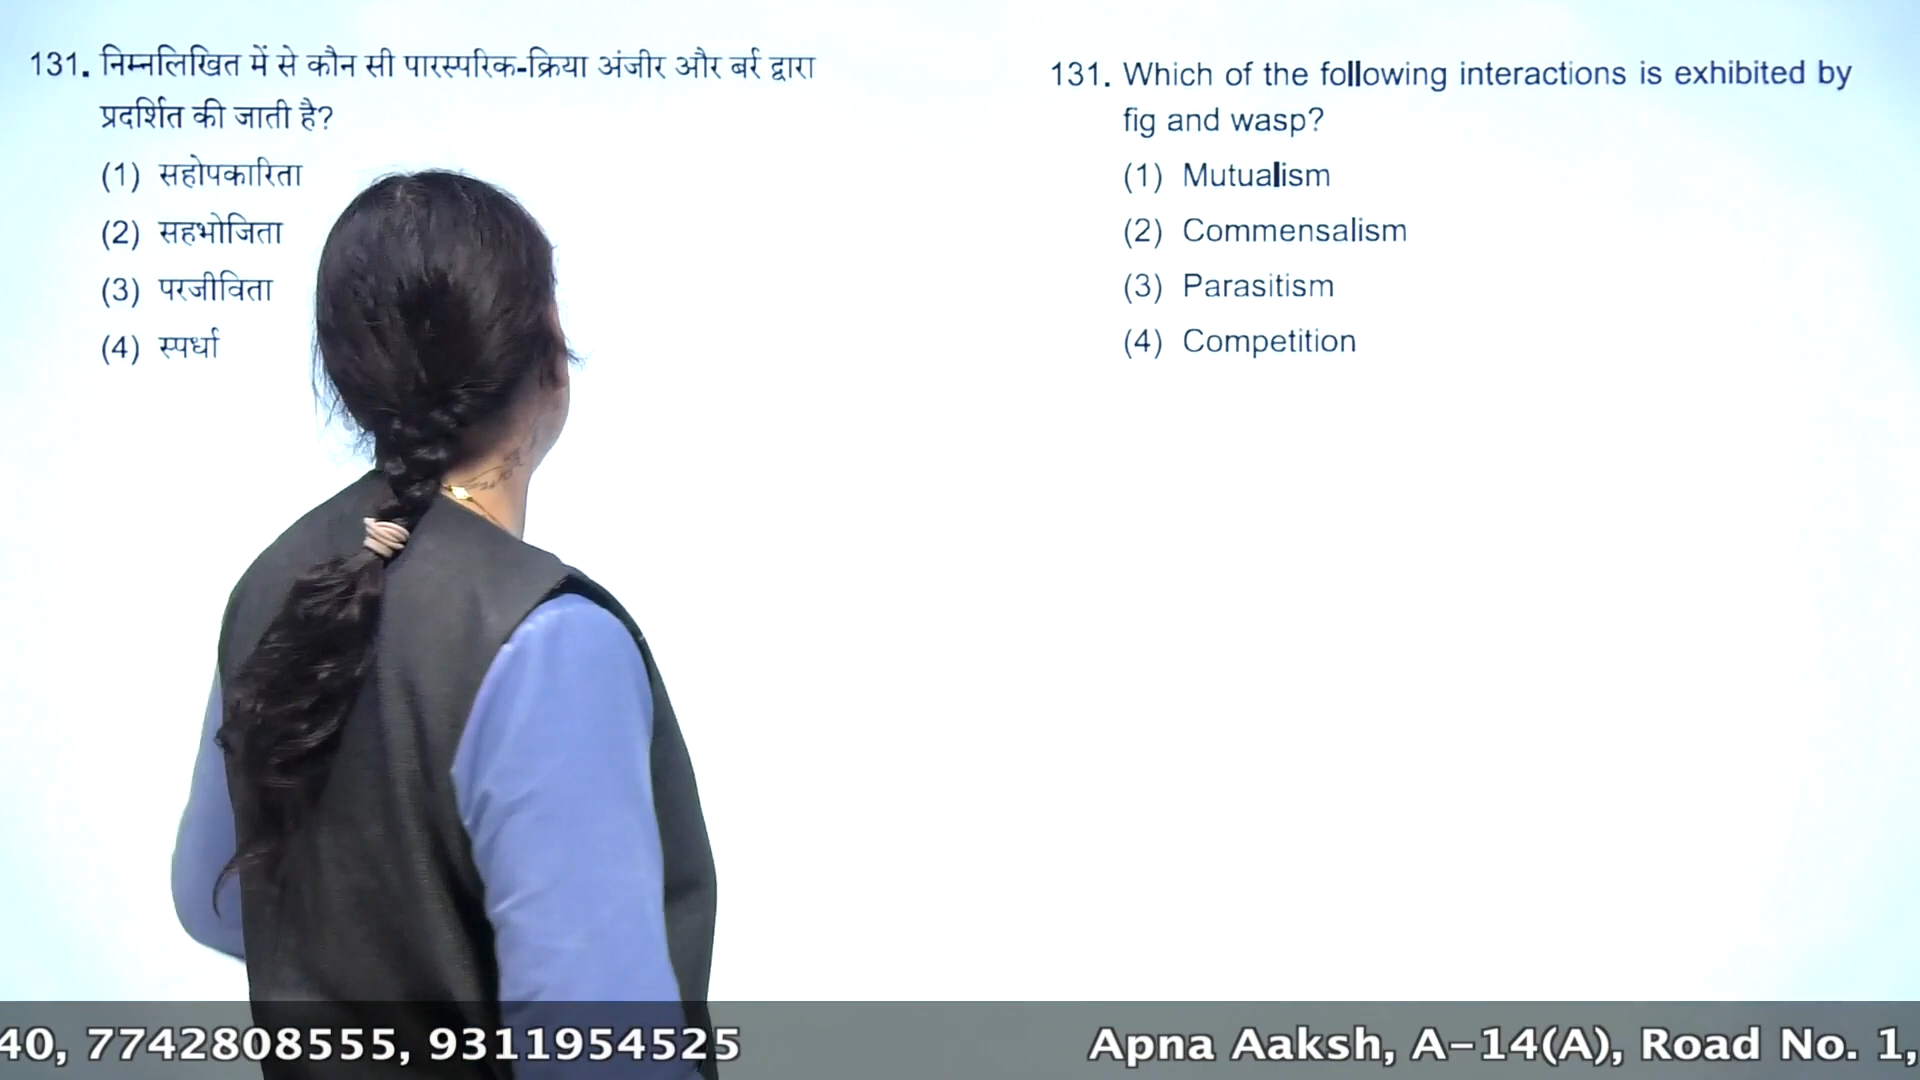 131. निम्नलिखित में से कौन सी पारस्परिक-क्रिया अंजीर और बर्र द्वारा
प्रदर्शित की जाती है?
(1) सहोपकारिता
(2) सहभोजिता
(3) परजीविता
(4) स्पर्धा
131. Which of the following interactions is exhibited by
fig and wasp?
(1) Mutualism
(2) Commensalism
(3) Parasitism
(4) Competition
40, 7742808555, 9311954525
Apna Aaksh, A-14(A), Road No. 1,